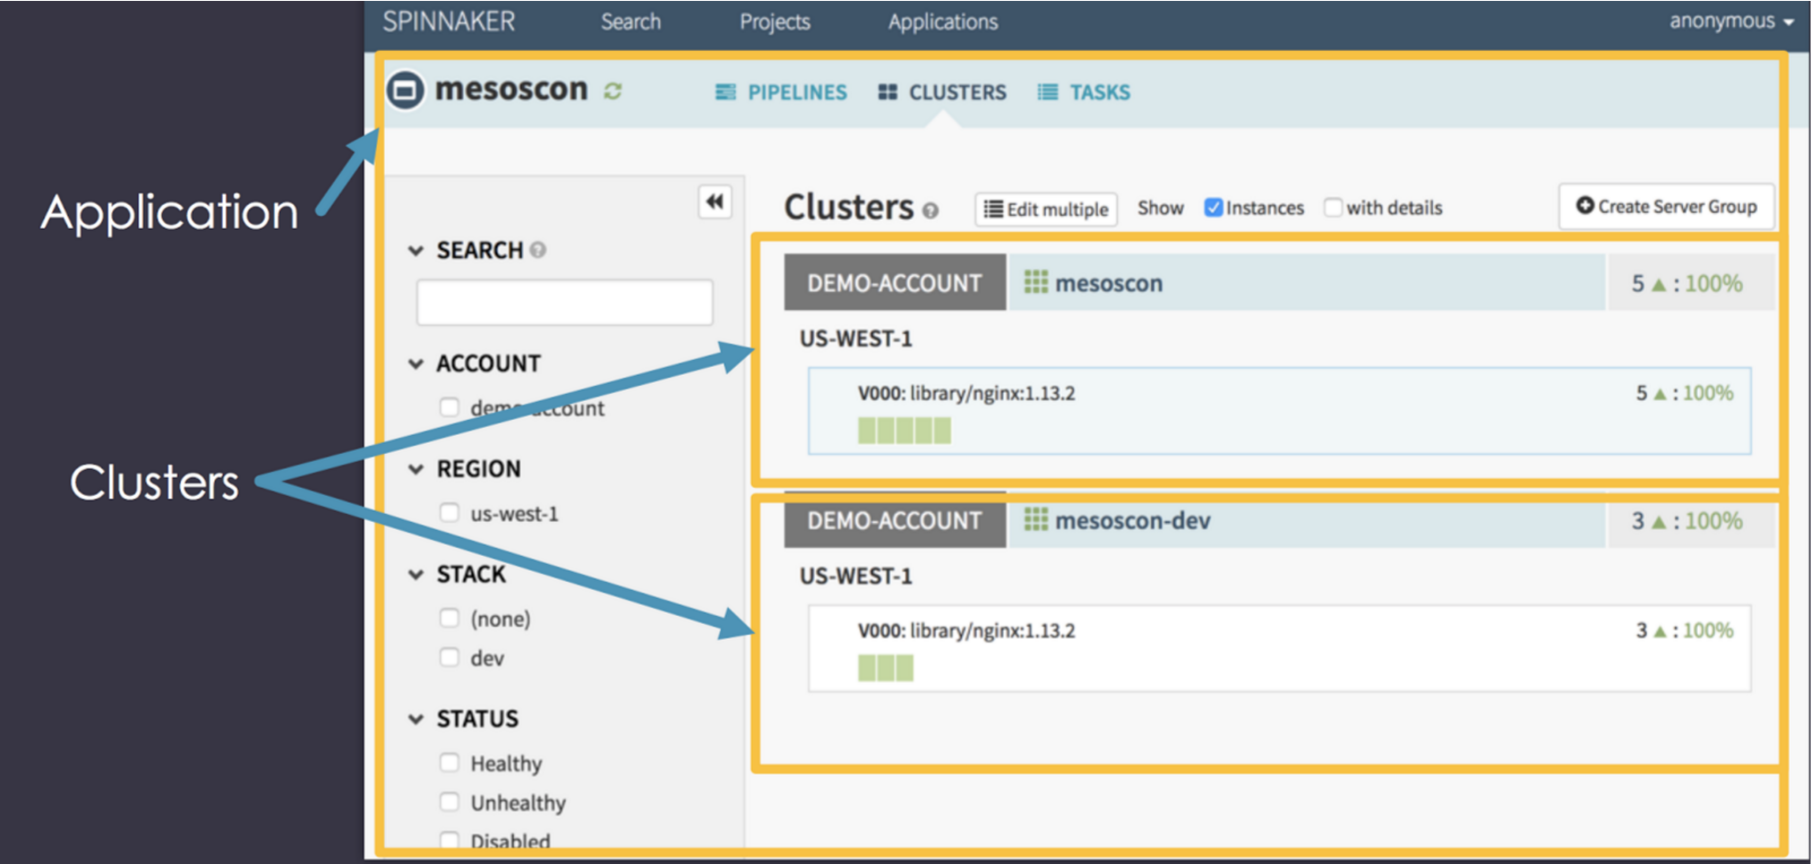 SPINNAKER Search Projects Applications anonymous
mesoscon PIPELINES CLUSTERS TASKS
Application
Clusters
Clusters Edit multiple Show Instances with details Create Server Group
SEARCH
ACCOUNT
demo-account
REGION
us-west-1
STACK
(none)
dev
STATUS
Healthy
Unhealthy
Disabled
DEMO-ACCOUNT mesoscon 5 ▲ : 100%
US-WEST-1
V000: library/nginx:1.13.2 5 ▲ : 100%
DEMO-ACCOUNT mesoscon-dev 3 ▲ : 100%
US-WEST-1
V000: library/nginx:1.13.2 3 ▲ : 100%